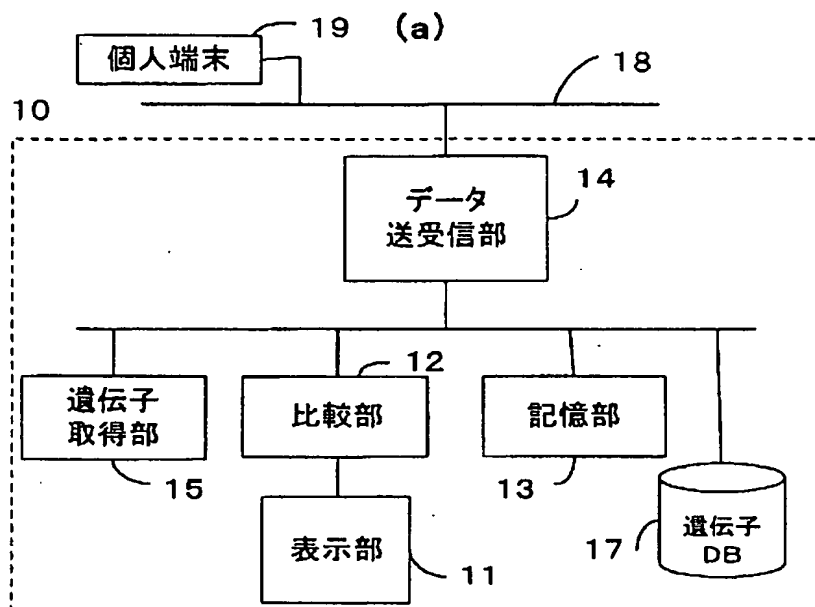 19 (a)
個人端末
18
10
データ
送受信部
14
12
遺伝子
取得部
比較部
記憶部
15
13
表示部
11
17
遺伝子
DB